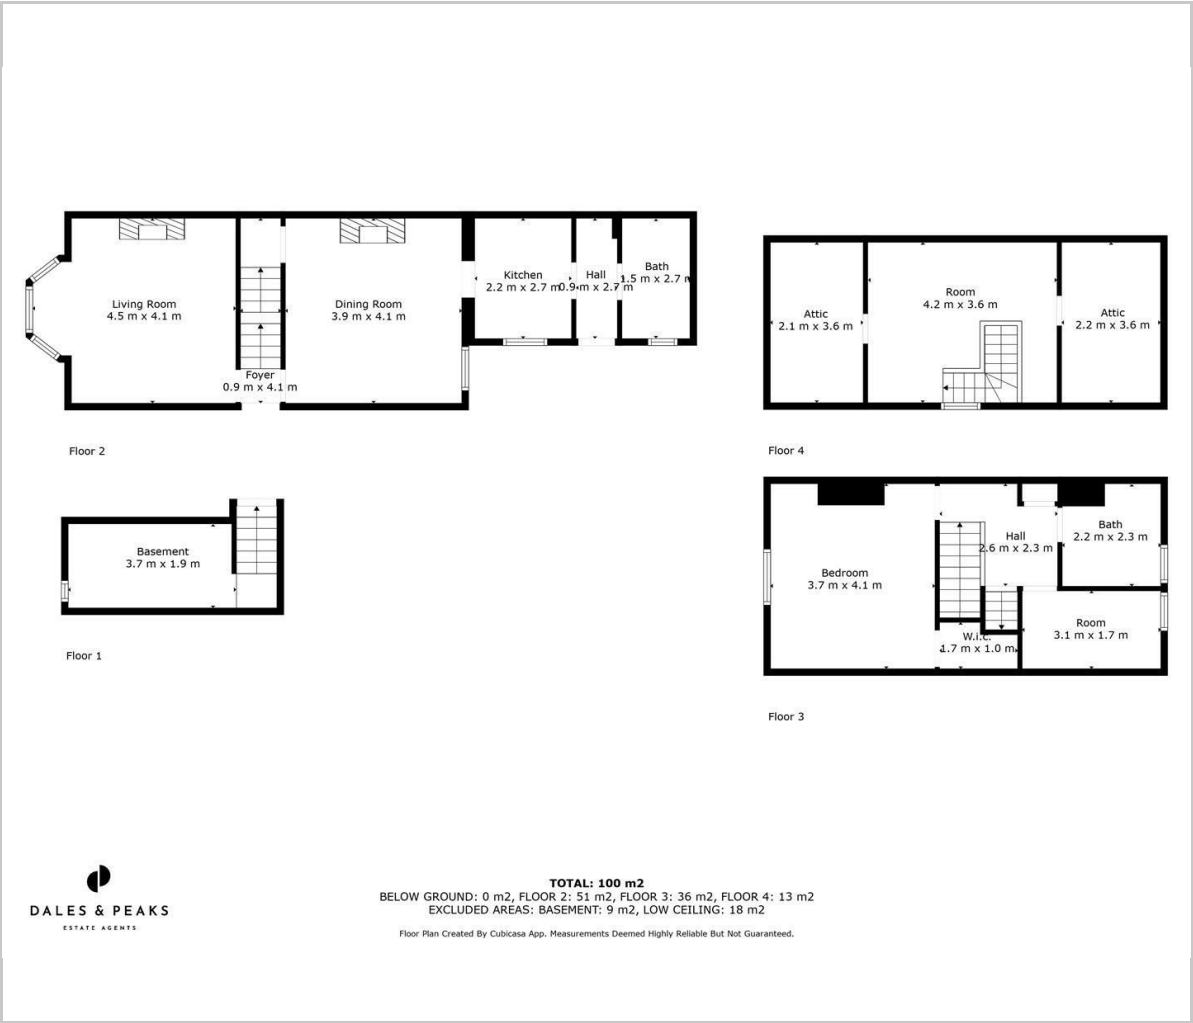 Living Room
4.5 m x 4.1 m
Foyer
0.9 m x 4.1 m
Dining Room
3.9 m x 4.1 m
Kitchen
2.2 m x 2.7 m
Hall
0.9 m x 2.7 m
Bath
1.5 m x 2.7 m
Floor 2
Attic
2.1 m x 3.6 m
Room
4.2 m x 3.6 m
Attic
2.2 m x 3.6 m
Floor 4
Basement
3.7 m x 1.9 m
Floor 1
Bedroom
3.7 m x 4.1 m
Hall
2.6 m x 2.3 m
Bath
2.2 m x 2.3 m
Room
3.1 m x 1.7 m
W.i.c.
1.7 m x 1.0 m
Floor 3
DALES & PEAKS
ESTATE AGENTS
TOTAL: 100 m2
BELOW GROUND: 0 m2, FLOOR 2: 51 m2, FLOOR 3: 36 m2, FLOOR 4: 13 m2
EXCLUDED AREAS: BASEMENT: 9 m2, LOW CEILING: 18 m2
Floor Plan Created By Cubicasa App. Measurements Deemed Highly Reliable But Not Guaranteed.